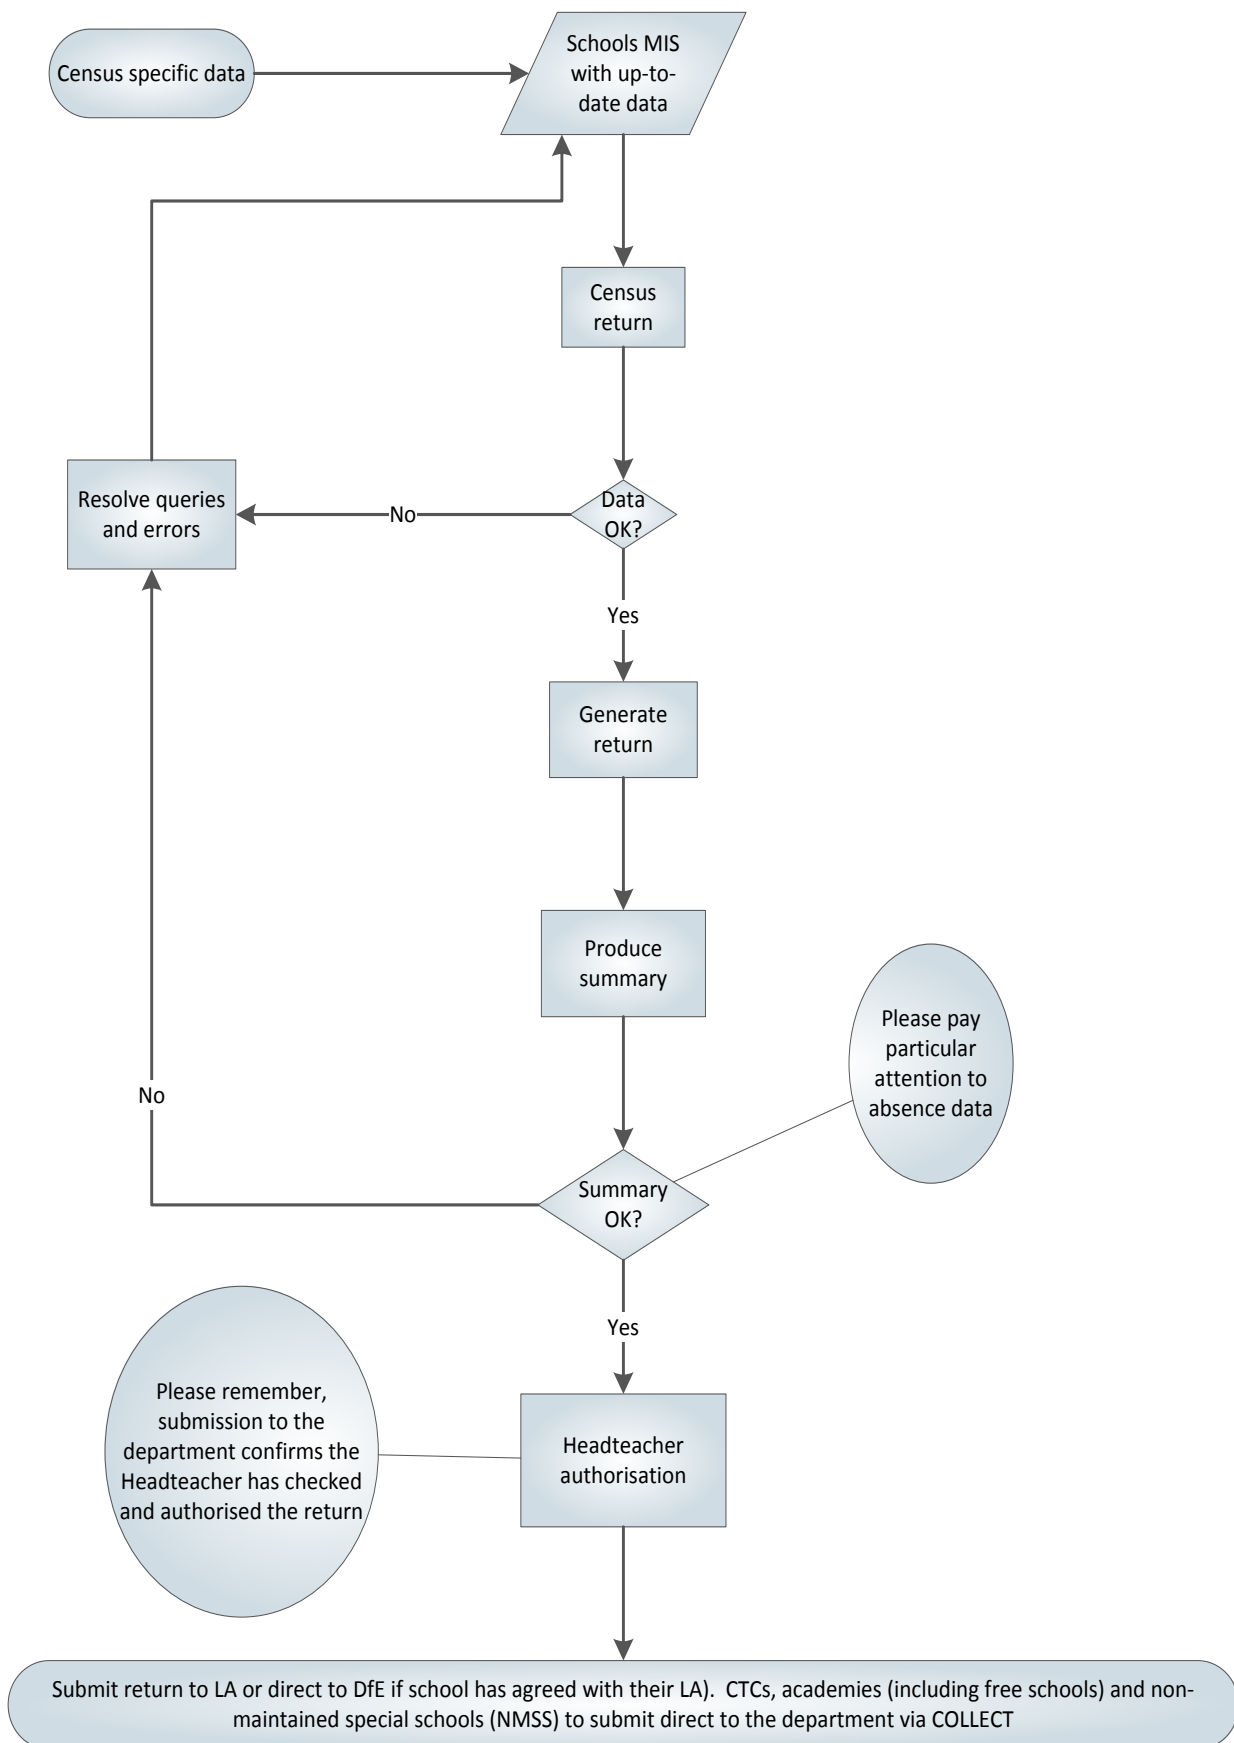 Census specific data
Schools MIS
with up-to-
date data
Census
return
Data
OK?
No
Resolve queries
and errors
Yes
Generate
return
Produce
summary
Please pay
particular
attention to
absence data
Summary
OK?
No
Yes
Please remember,
submission to the
department confirms the
Headteacher has checked
and authorised the return
Headteacher
authorisation
Submit return to LA or direct to DfE if school has agreed with their LA).  CTCs, academies (including free schools) and non-
maintained special schools (NMSS) to submit direct to the department via COLLECT